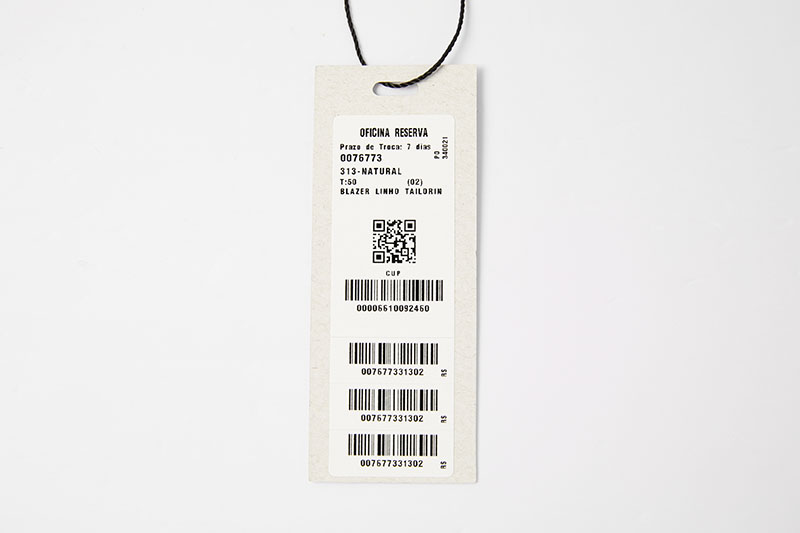 OFICINA RESERVA
Prazo de Troca: 7 dias
0076773
PO 340021
313-NATURAL
T:50 (02)
BLAZER LINHO TAILORIN
CUP
00006610092460
007677331302
R$
007677331302
R$
007677331302
R$